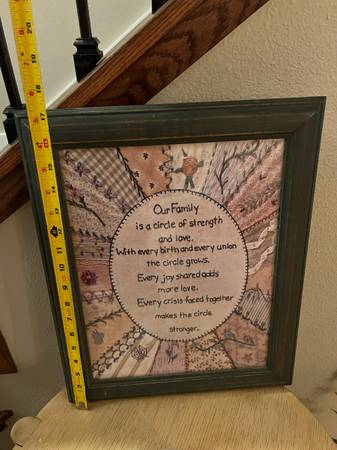 Our Family
is a circle of strength
and love.
With every birth and every union
the circle grows.
Every joy shared adds
more love.
Every crisis faced together
makes the circle
stronger.